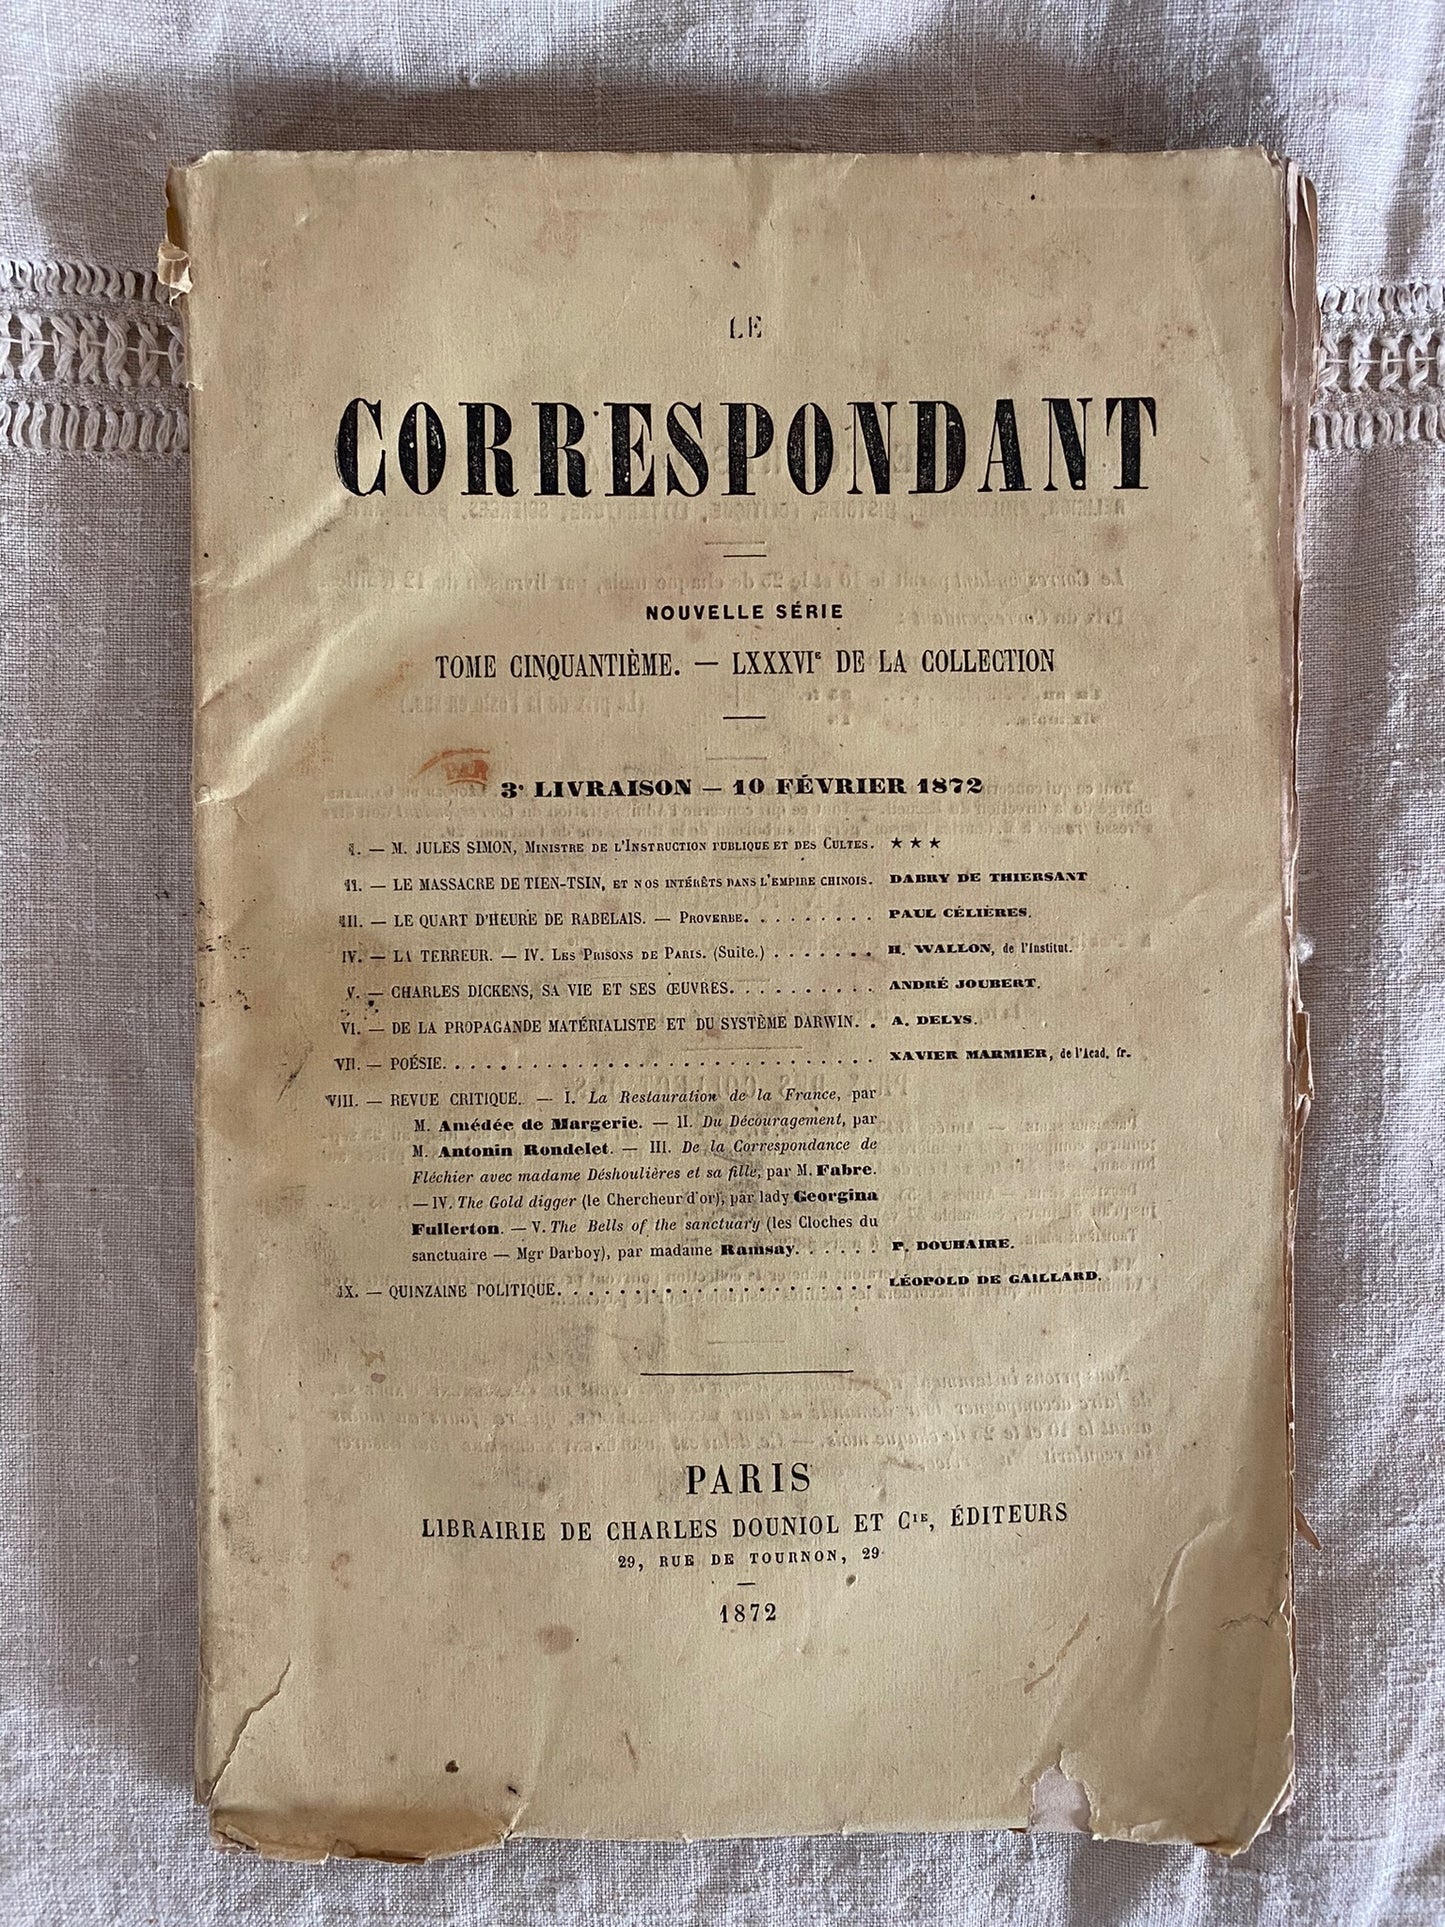 LE
CORRESPONDANT
NOUVELLE SÉRIE
TOME CINQUANTIÈME. — LXXXVIᵉ DE LA COLLECTION
PAR
3ᵉ LIVRAISON — 10 FÉVRIER 1872
I. — M. JULES SIMON, Ministre de l'Instruction publique et des Cultes. ★ ★ ★
II. — LE MASSACRE DE TIEN-TSIN, et nos intérêts dans l'empire chinois. DABRY DE THIERSANT
III. — LE QUART D'HEURE DE RABELAIS. — Proverbe. . . . . . . . . PAUL CÉLIÈRES.
IV. — LA TERREUR. — IV. Les Prisons de Paris. (Suite.) . . . . . . . H. WALLON, de l'Institut.
V. — CHARLES DICKENS, SA VIE ET SES ŒUVRES. . . . . . . . . . ANDRÉ JOUBERT.
VI. — DE LA PROPAGANDE MATÉRIALISTE ET DU SYSTÈME DARWIN. . A. DELYS.
VII. — POÉSIE. . . . . . . . . . . . . . . . . . . . . . . . . . . XAVIER MARMIER, de l'Acad. fr.
VIII. — REVUE CRITIQUE. — I. La Restauration de la France, par
M. Amédée de Margerie. — II. Du Découragement, par
M. Antonin Rondelet. — III. De la Correspondance de
Fléchier avec madame Déshoulières et sa fille, par M. Fabre.
— IV. The Gold digger (le Chercheur d'or), par lady Georgina
Fullerton. — V. The Bells of the sanctuary (les Cloches du
sanctuaire — Mgr Darboy), par madame Ramsay. . . . . . P. DOUHAIRE.
IX. — QUINZAINE POLITIQUE. . . . . . . . . . . . . . . . . . . . LÉOPOLD DE GAILLARD.
PARIS
LIBRAIRIE DE CHARLES DOUNIOL ET Cⁱᵉ, ÉDITEURS
29, RUE DE TOURNON, 29
1872